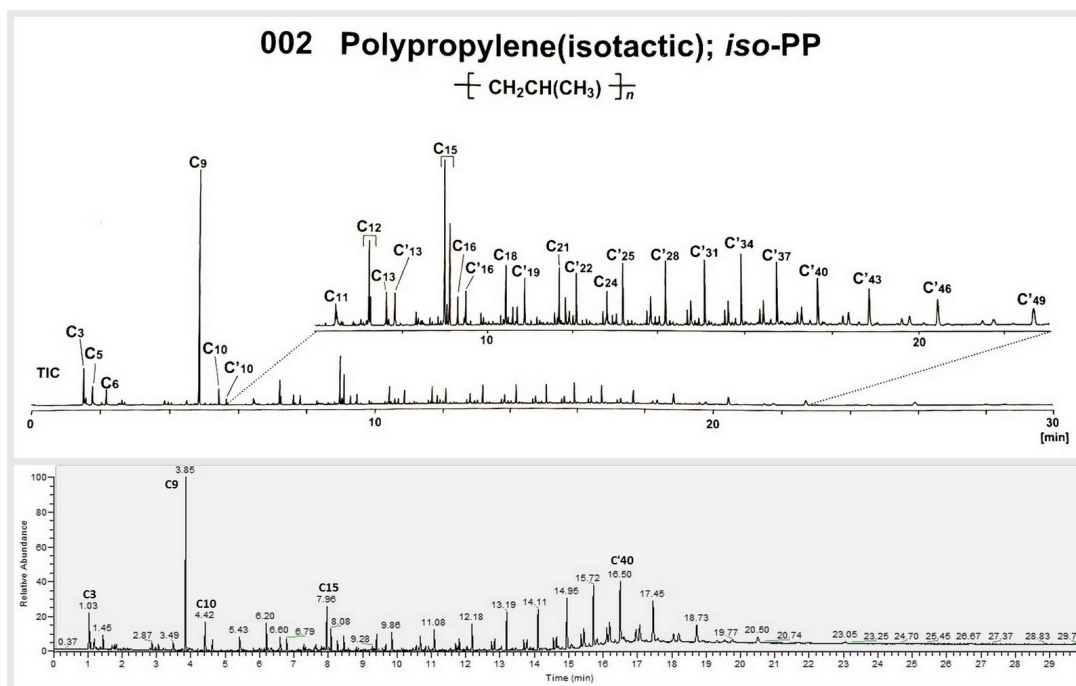 002 Polypropylene(isotactic); iso-PP
-[ CH₂CH(CH₃) ]-n
C9
C15
C12
C13
C'13
C16
C'16
C18
C'19
C21
C'22
C24
C'25
C'28
C'31
C'34
C'37
C'40
C'43
C'46
C'49
C11
10
20
C3
C5
C6
C10
C'10
TIC
0
10
20
30
[min]
100
80
60
40
20
0
Relative Abundance
C9
3.85
C3
1.03
0.37
1.45
2.87
3.49
C10
4.42
5.43
6.20
6.60
6.79
C15
7.96
8.08
9.28
9.86
11.08
12.18
13.19
14.11
14.95
15.72
C'40
16.50
17.45
18.73
19.77
20.50
20.74
23.05
23.25
24.70
25.45
26.67
27.37
28.83
29.7
0 1 2 3 4 5 6 7 8 9 10 11 12 13 14 15 16 17 18 19 20 21 22 23 24 25 26 27 28 29
Time (min)